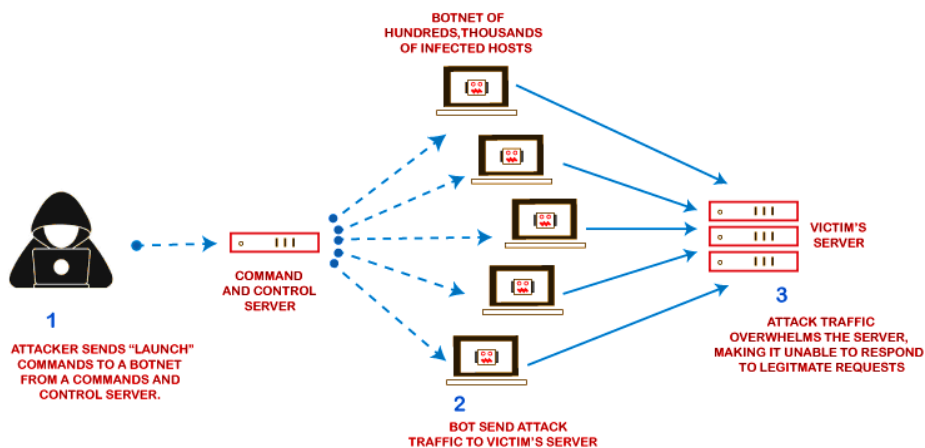 BOTNET OF
HUNDREDS,THOUSANDS
OF INFECTED HOSTS
COMMAND
AND CONTROL
SERVER
VICTIM'S
SERVER
1
ATTACKER SENDS “LAUNCH”
COMMANDS TO A BOTNET
FROM A COMMANDS AND
CONTROL SERVER.
2
BOT SEND ATTACK
TRAFFIC TO VICTIM'S SERVER
3
ATTACK TRAFFIC
OVERWHELMS THE SERVER,
MAKING IT UNABLE TO RESPOND
TO LEGITMATE REQUESTS